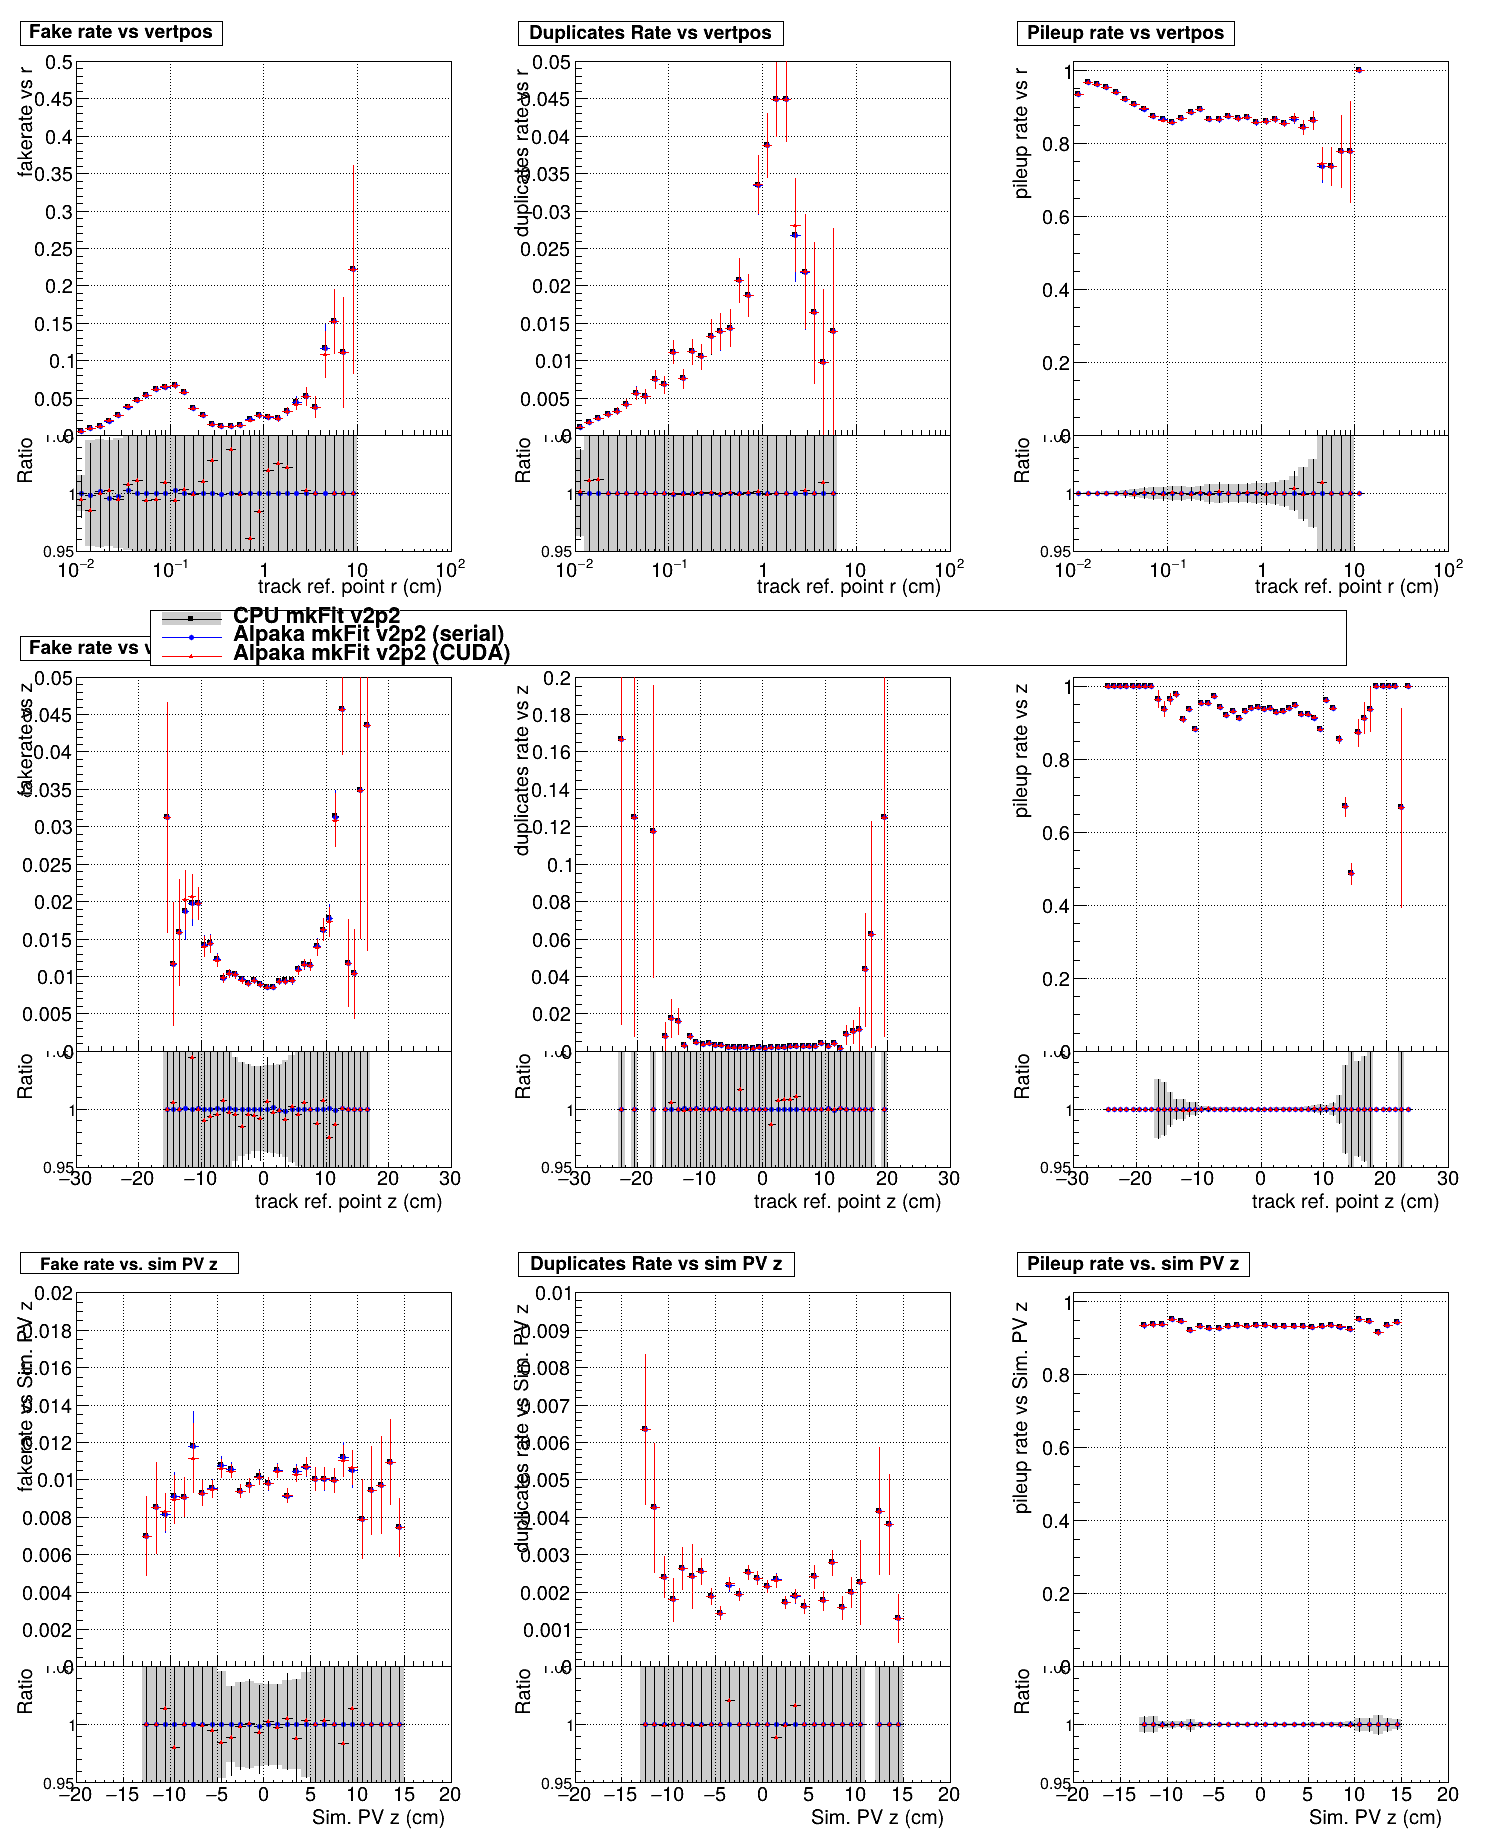 Fake rate vs vertpos
Duplicates Rate vs vertpos
Pileup rate vs vertpos
fakerate vs r
0.5
0.45
0.4
0.35
0.3
0.25
0.2
0.15
0.1
0.05
0
Ratio
1
0.95
10⁻² 10⁻¹ 1 10 10²
track ref. point r (cm)
duplicates rate vs r
0.05
0.045
0.04
0.035
0.03
0.025
0.02
0.015
0.01
0.005
0
Ratio
1
0.95
10⁻² 10⁻¹ 1 10 10²
track ref. point r (cm)
pileup rate vs r
1
0.8
0.6
0.4
0.2
0
Ratio
1
0.95
10⁻² 10⁻¹ 1 10 10²
track ref. point r (cm)
CPU mkFit v2p2
Alpaka mkFit v2p2 (serial)
Alpaka mkFit v2p2 (CUDA)
Fake rate vs v
fakerate vs z
0.05
0.045
0.04
0.035
0.03
0.025
0.02
0.015
0.01
0.005
0
Ratio
1
0.95
−30 −20 −10 0 10 20 30
track ref. point z (cm)
duplicates rate vs z
0.2
0.18
0.16
0.14
0.12
0.1
0.08
0.06
0.04
0.02
0
Ratio
1
0.95
−30 −20 −10 0 10 20 30
track ref. point z (cm)
pileup rate vs z
1
0.8
0.6
0.4
0.2
0
Ratio
1
0.95
−30 −20 −10 0 10 20 30
track ref. point z (cm)
Fake rate vs. sim PV z
Duplicates Rate vs sim PV z
Pileup rate vs. sim PV z
fakerate vs Sim. PV z
0.02
0.018
0.016
0.014
0.012
0.01
0.008
0.006
0.004
0.002
0
Ratio
1
0.95
−20 −15 −10 −5 0 5 10 15 20
Sim. PV z (cm)
duplicates rate vs Sim. PV z
0.01
0.009
0.008
0.007
0.006
0.005
0.004
0.003
0.002
0.001
0
Ratio
1
0.95
−20 −15 −10 −5 0 5 10 15 20
Sim. PV z (cm)
pileup rate vs Sim. PV z
1
0.8
0.6
0.4
0.2
0
Ratio
1
0.95
−20 −15 −10 −5 0 5 10 15 20
Sim. PV z (cm)